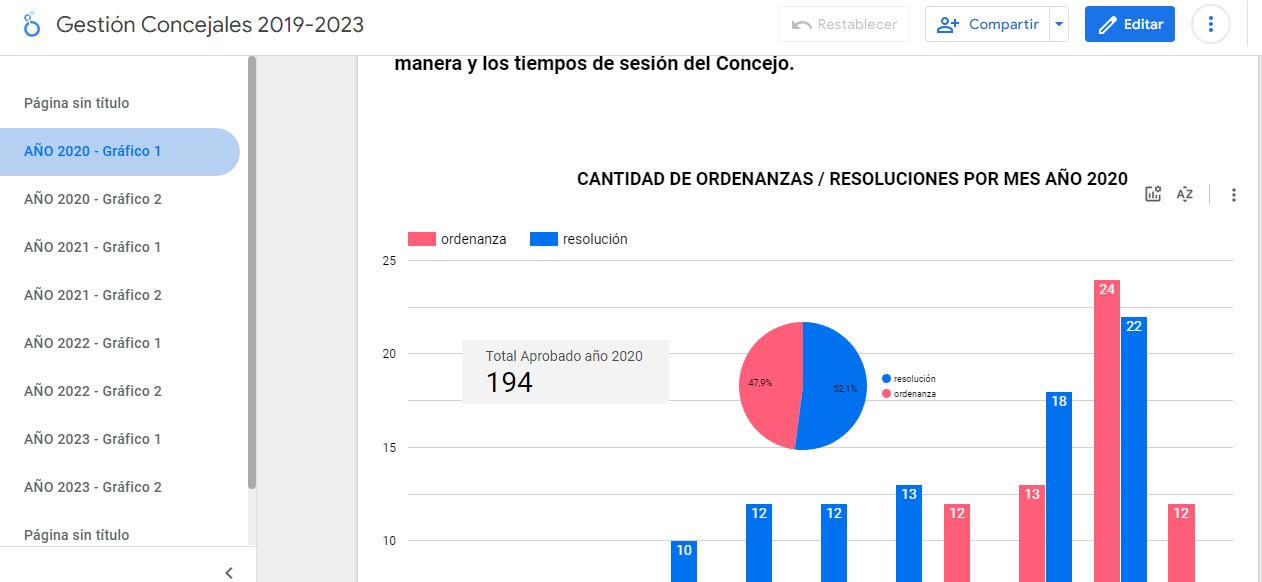 Gestión Concejales 2019-2023
Restablecer
Compartir
Editar
Página sin título
AÑO 2020 - Gráfico 1
AÑO 2020 - Gráfico 2
AÑO 2021 - Gráfico 1
AÑO 2021 - Gráfico 2
AÑO 2022 - Gráfico 1
AÑO 2022 - Gráfico 2
AÑO 2023 - Gráfico 1
AÑO 2023 - Gráfico 2
Página sin título
manera y los tiempos de sesión del Concejo.
CANTIDAD DE ORDENANZAS / RESOLUCIONES POR MES AÑO 2020
AZ
ordenanza resolución
25
24
22
20
Total Aprobado año 2020
194
47,9%
52,1%
resolución
ordenanza
18
15
13
13
12
12
12
12
10
10